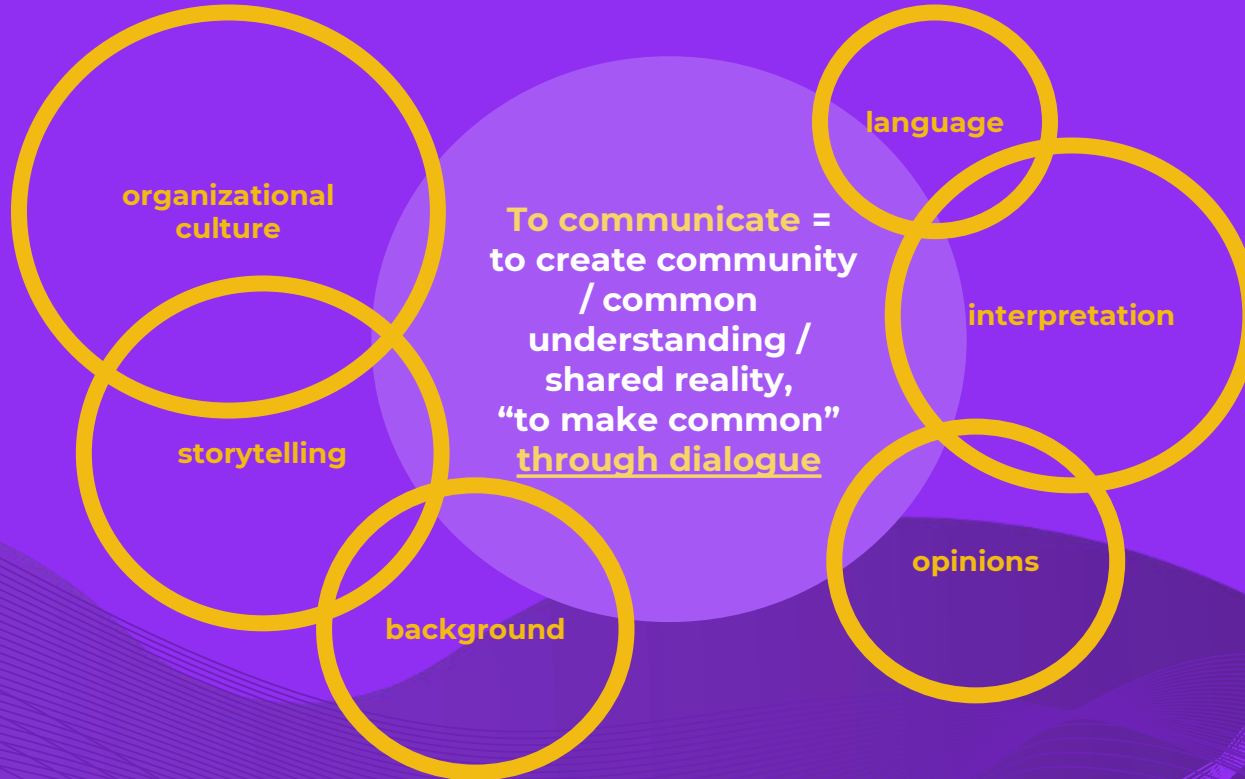 organizational
culture
storytelling
background
To communicate =
to create community
/ common
understanding /
shared reality,
“to make common”
through dialogue
language
interpretation
opinions